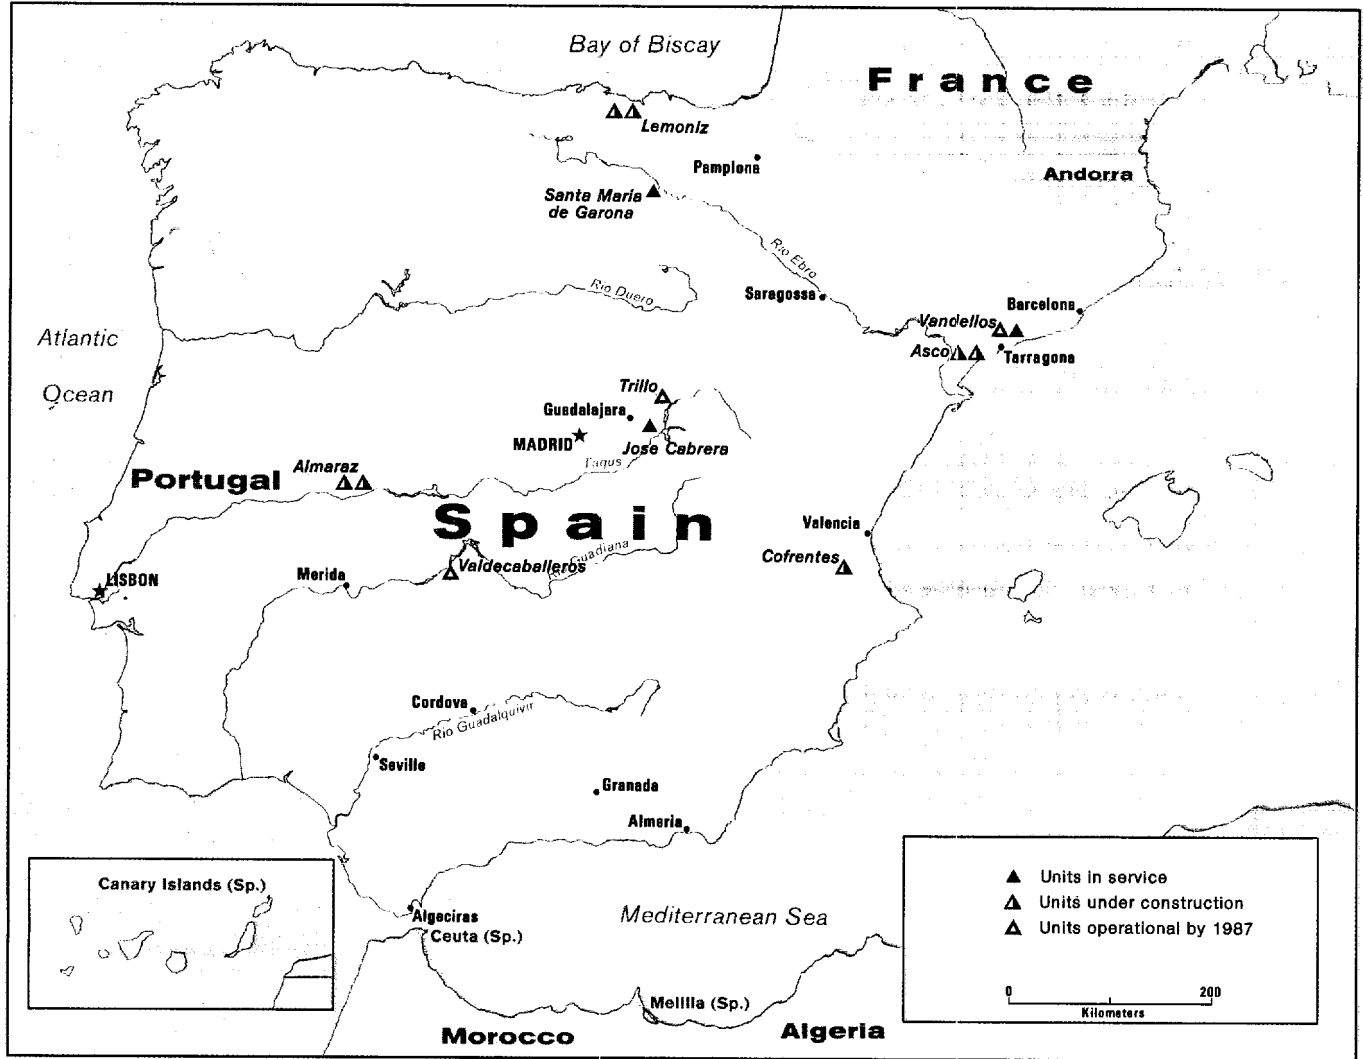 Bay of Biscay
France
Lemoniz
Pamplona
Andorra
Santa Maria
de Garona
Rio Ebro
Rio Duero
Saragossa
Barcelona
Vandellos
Atlantic
Ocean
Asco
Tarragona
Trillo
Guadalajara
MADRID
Jose Cabrera
Tagus
Almaraz
Portugal
Spain
Valencia
Cofrentes
Guadiana
Valdecaballeros
LISBON
Merida
Cordova
Rio Guadalquivir
Seville
Granada
Almeria
Canary Islands (Sp.)
Algeciras
Ceuta (Sp.)
Mediterranean Sea
Melilla (Sp.)
Morocco
Algeria
Units in service
Units under construction
Units operational by 1987
0 200
Kilometers